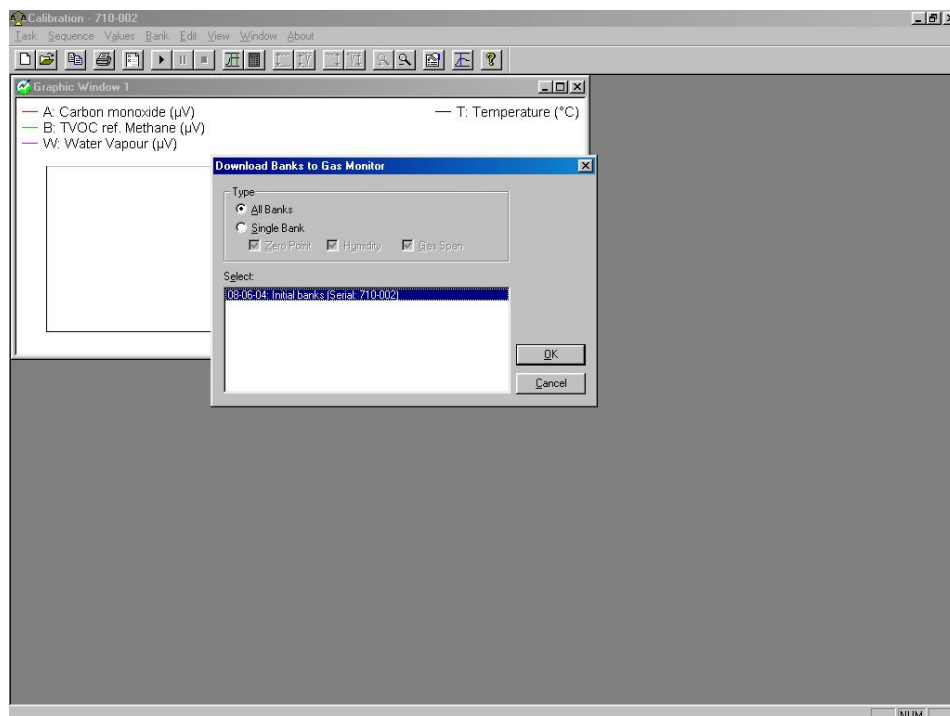 Calibration - 710-002
Task Sequence Values Bank Edit View Window About
Graphic Window 1
A: Carbon monoxide (µV)
T: Temperature (°C)
B: TVOC ref. Methane (µV)
W: Water Vapour (µV)
Download Banks to Gas Monitor
Type
All Banks
Single Bank
Zero Point Humidity Gas Span
Select:
08-06-04: Initial banks (Serial: 710-002)
OK
Cancel
NUM